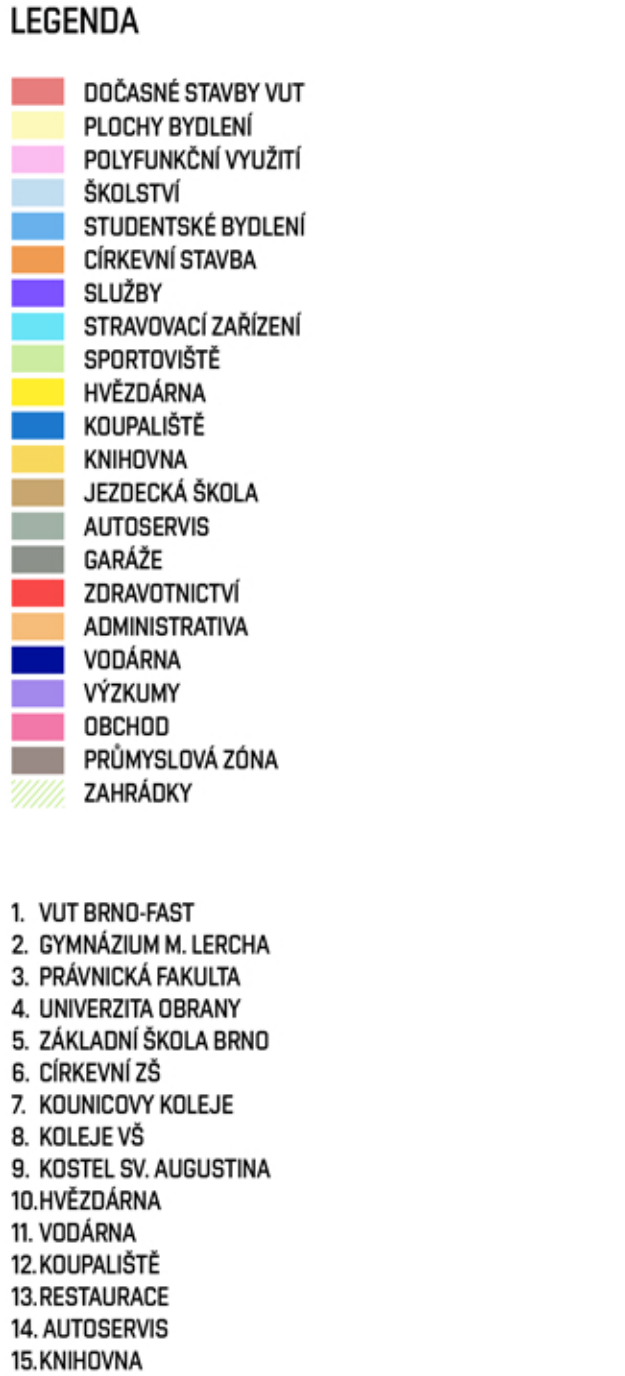 LEGENDA
DOČASNÉ STAVBY VUT
PLOCHY BYDLENÍ
POLYFUNKČNÍ VYUŽITÍ
ŠKOLSTVÍ
STUDENTSKÉ BYDLENÍ
CÍRKEVNÍ STAVBA
SLUŽBY
STRAVOVACÍ ZAŘÍZENÍ
SPORTOVIŠTĚ
HVĚZDÁRNA
KOUPALIŠTĚ
KNIHOVNA
JEZDECKÁ ŠKOLA
AUTOSERVIS
GARÁŽE
ZDRAVOTNICTVÍ
ADMINISTRATIVA
VODÁRNA
VÝZKUMY
OBCHOD
PRŮMYSLOVÁ ZÓNA
ZAHRÁDKY
1. VUT BRNO-FAST
2. GYMNÁZIUM M. LERCHA
3. PRÁVNICKÁ FAKULTA
4. UNIVERZITA OBRANY
5. ZÁKLADNÍ ŠKOLA BRNO
6. CÍRKEVNÍ ZŠ
7. KOUNICOVY KOLEJE
8. KOLEJE VŠ
9. KOSTEL SV. AUGUSTINA
10.HVĚZDÁRNA
11. VODÁRNA
12.KOUPALIŠTĚ
13.RESTAURACE
14. AUTOSERVIS
15.KNIHOVNA